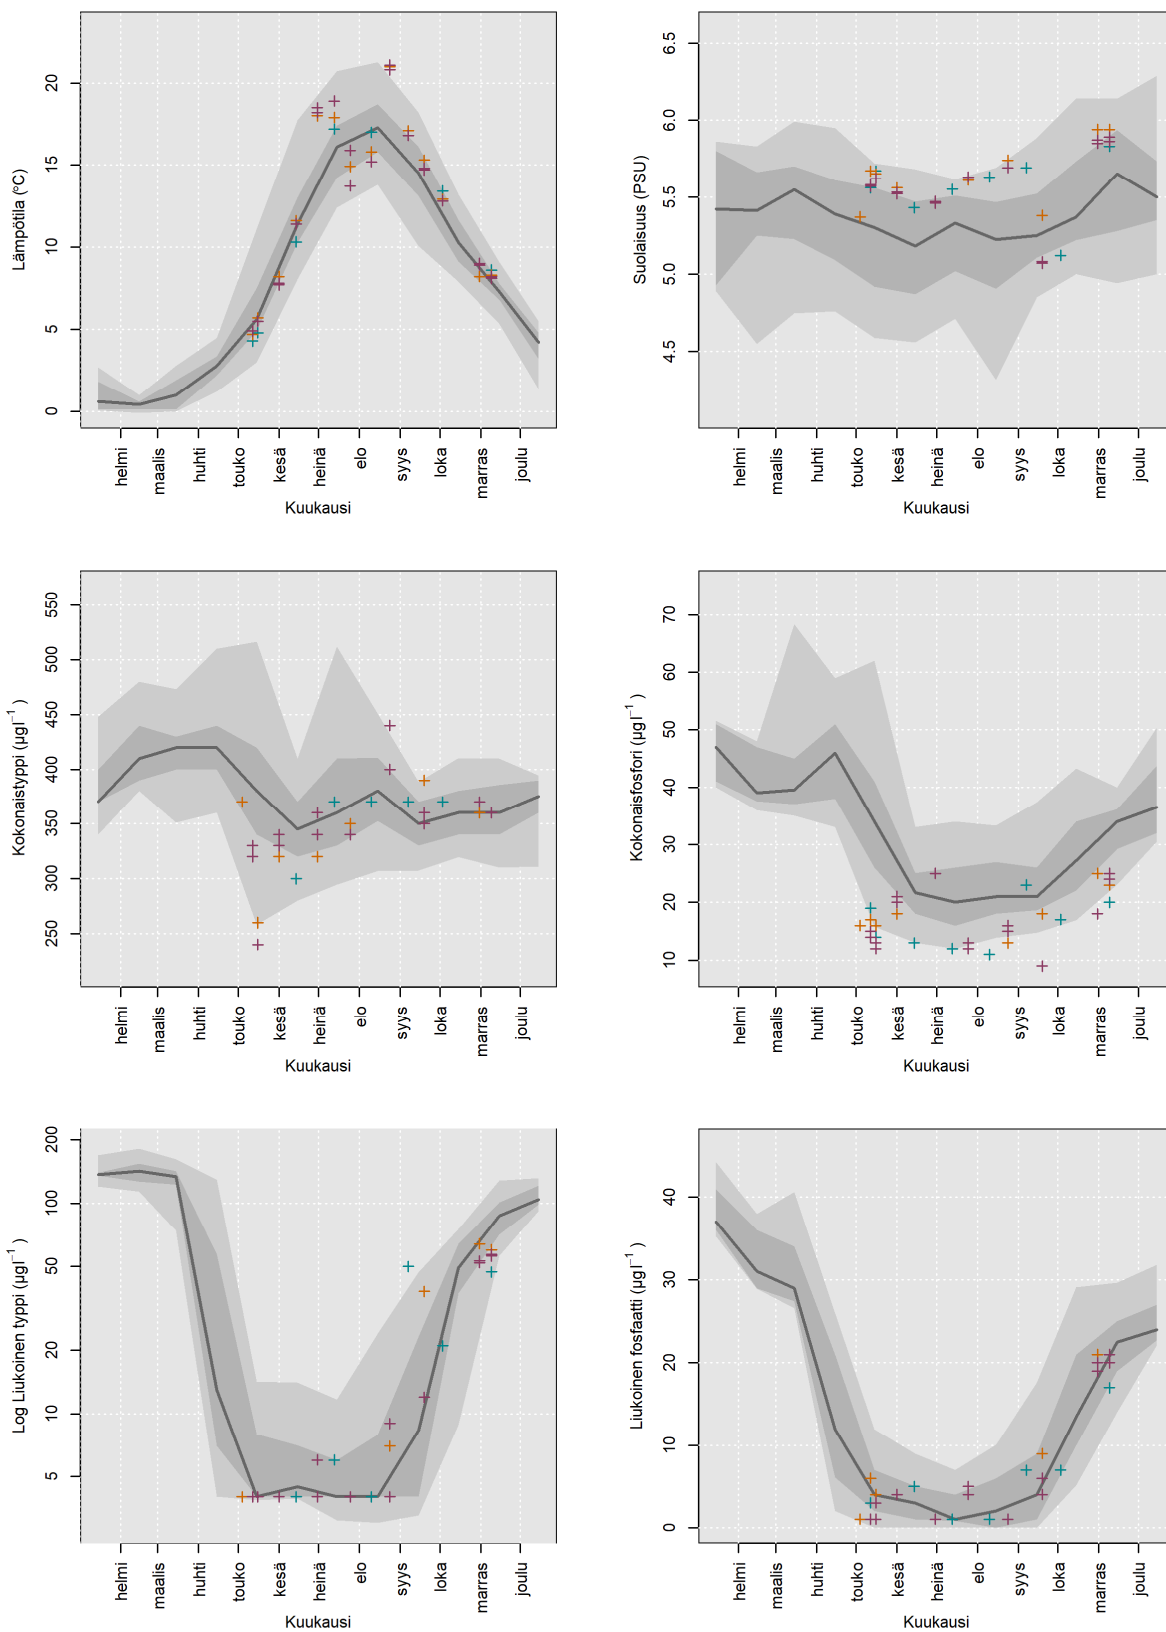 Lämpötila (°C)
20
15
10
5
0
helmi
maalis
huhti
touko
kesä
heinä
elo
syys
loka
marras
joulu
Kuukausi
Suolaisuus (PSU)
6.5
6.0
5.5
5.0
4.5
helmi
maalis
huhti
touko
kesä
heinä
elo
syys
loka
marras
joulu
Kuukausi
Kokonaistyppi (µgl⁻¹ )
550
500
450
400
350
300
250
helmi
maalis
huhti
touko
kesä
heinä
elo
syys
loka
marras
joulu
Kuukausi
Kokonaisfosfori (µgl⁻¹ )
70
60
50
40
30
20
10
helmi
maalis
huhti
touko
kesä
heinä
elo
syys
loka
marras
joulu
Kuukausi
Log Liukoinen typpi (µgl⁻¹ )
200
100
50
20
10
5
helmi
maalis
huhti
touko
kesä
heinä
elo
syys
loka
marras
joulu
Kuukausi
Liukoinen fosfaatti (µgl⁻¹ )
40
30
20
10
0
helmi
maalis
huhti
touko
kesä
heinä
elo
syys
loka
marras
joulu
Kuukausi